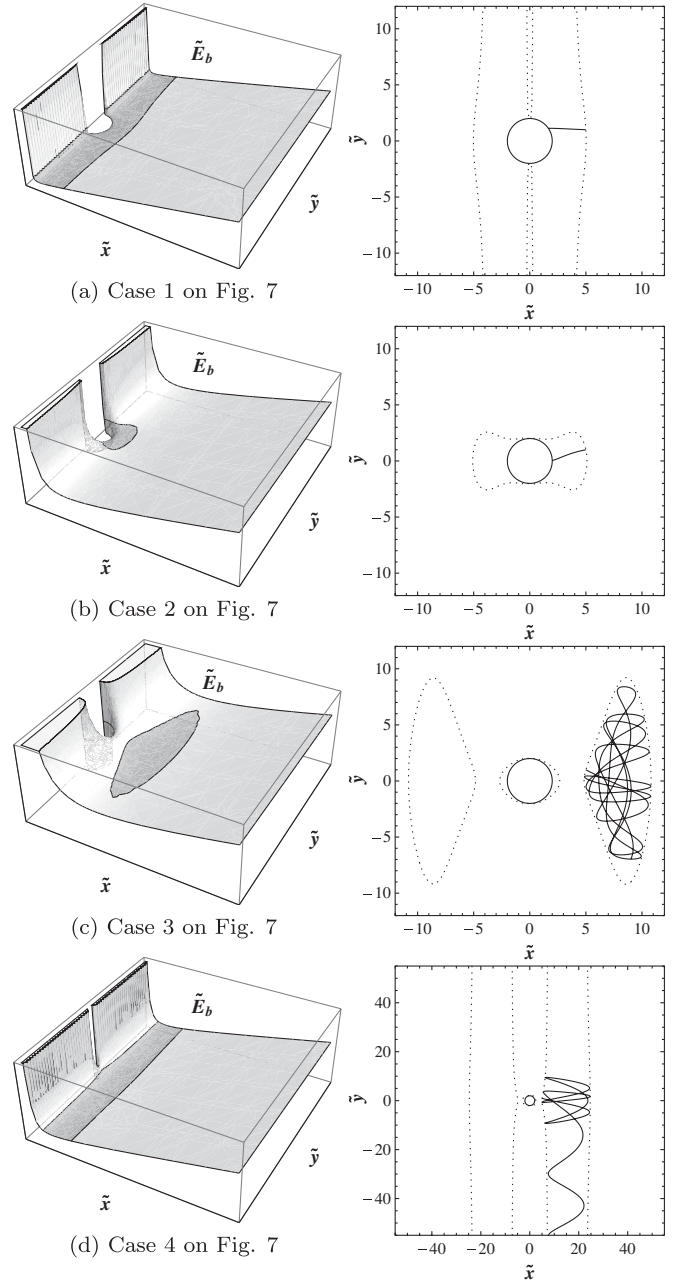 Ẽb
ỹ
x̃
10
5
0
−5
−10
ỹ
−10
−5
0
5
10
x̃
(a) Case 1 on Fig. 7
Ẽb
ỹ
x̃
10
5
0
−5
−10
ỹ
−10
−5
0
5
10
x̃
(b) Case 2 on Fig. 7
Ẽb
ỹ
x̃
10
5
0
−5
−10
ỹ
−10
−5
0
5
10
x̃
(c) Case 3 on Fig. 7
Ẽb
ỹ
x̃
40
20
0
−20
−40
ỹ
−40
−20
0
20
40
x̃
(d) Case 4 on Fig. 7